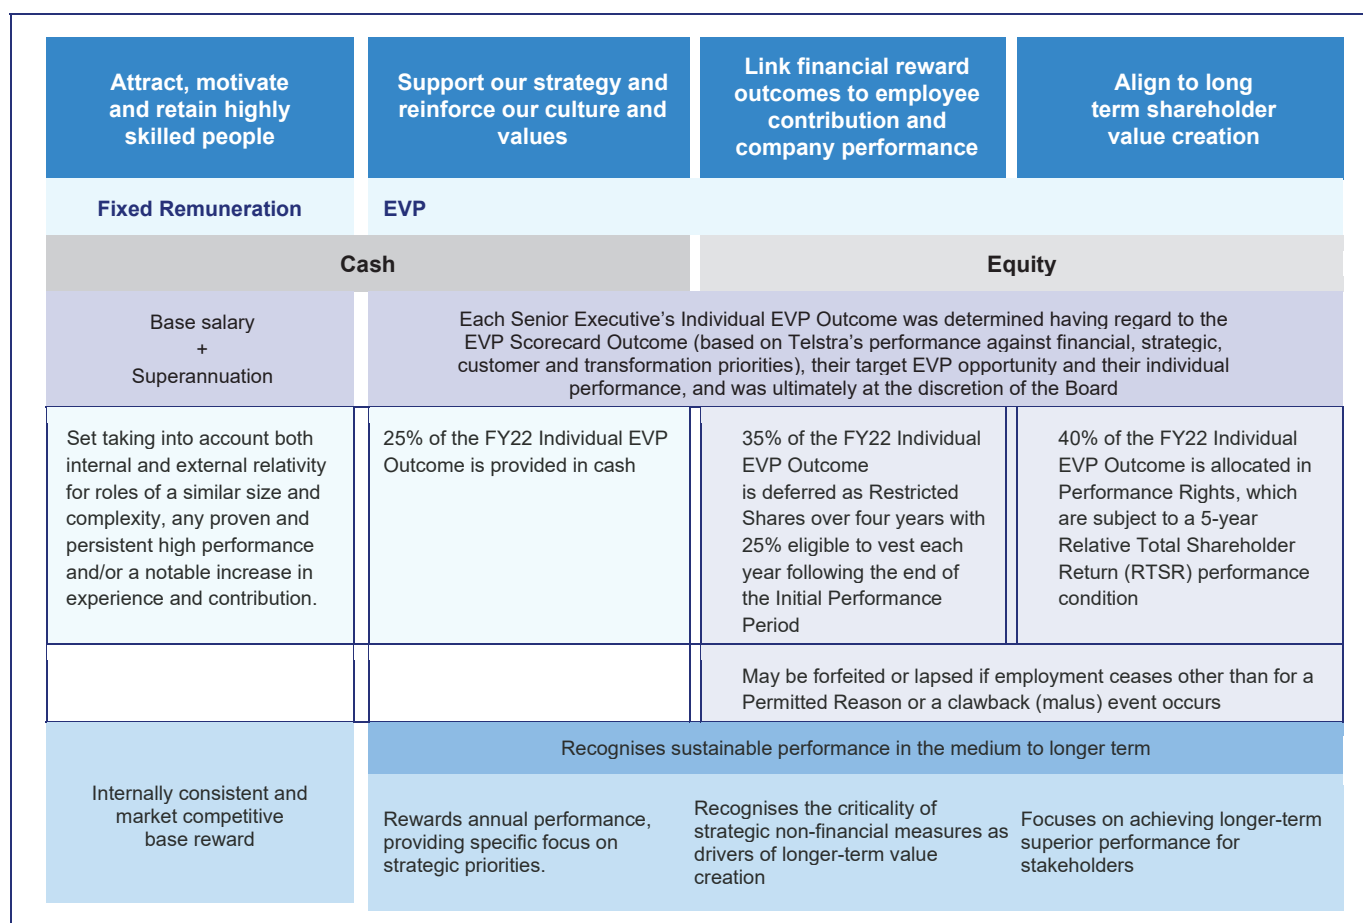 Attract, motivate
and retain highly
skilled people
Support our strategy and
reinforce our culture and
values
Link financial reward
outcomes to employee
contribution and
company performance
Align to long
term shareholder
value creation
Fixed Remuneration
EVP
Cash
Equity
Base salary
+
Superannuation
Each Senior Executive’s Individual EVP Outcome was determined having regard to the
EVP Scorecard Outcome (based on Telstra’s performance against financial, strategic,
customer and transformation priorities), their target EVP opportunity and their individual
performance, and was ultimately at the discretion of the Board
Set taking into account both
internal and external relativity
for roles of a similar size and
complexity, any proven and
persistent high performance
and/or a notable increase in
experience and contribution.
25% of the FY22 Individual EVP
Outcome is provided in cash
35% of the FY22 Individual
EVP Outcome
is deferred as Restricted
Shares over four years with
25% eligible to vest each
year following the end of
the Initial Performance
Period
40% of the FY22 Individual
EVP Outcome is allocated in
Performance Rights, which
are subject to a 5-year
Relative Total Shareholder
Return (RTSR) performance
condition
May be forfeited or lapsed if employment ceases other than for a
Permitted Reason or a clawback (malus) event occurs
Internally consistent and
market competitive
base reward
Recognises sustainable performance in the medium to longer term
Rewards annual performance,
providing specific focus on
strategic priorities.
Recognises the criticality of
strategic non-financial measures as
drivers of longer-term value
creation
Focuses on achieving longer-term
superior performance for
stakeholders